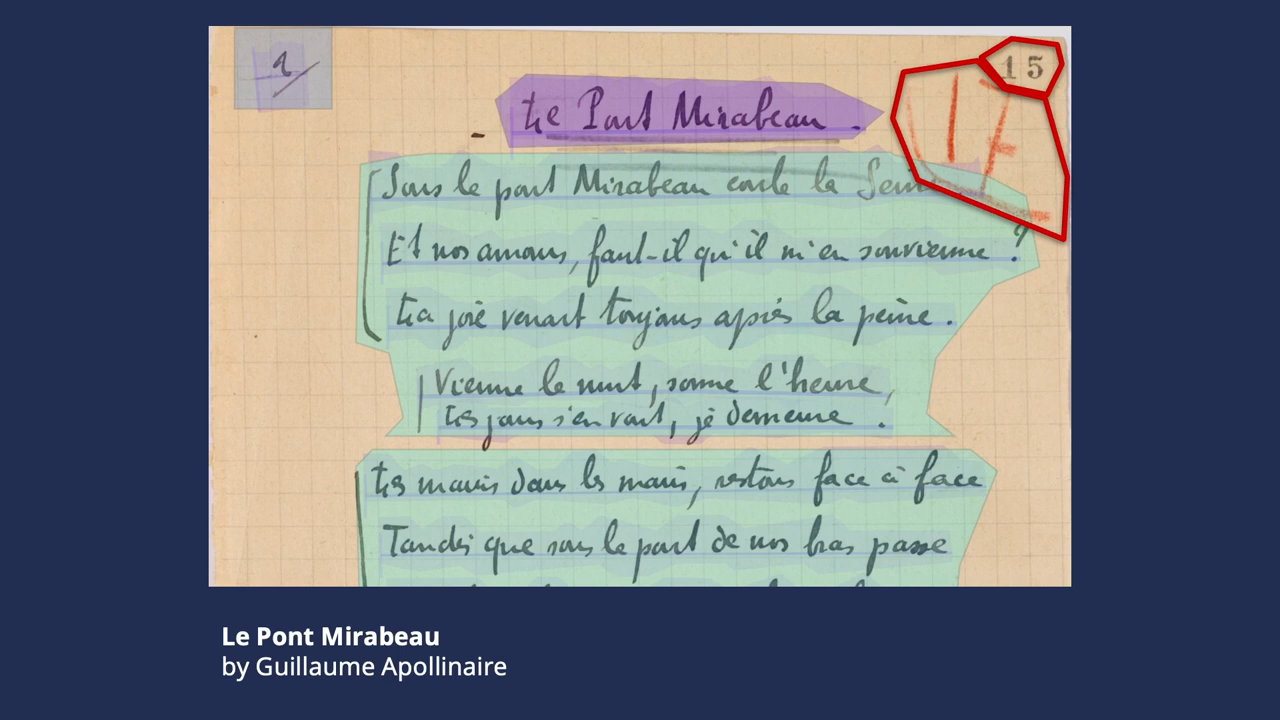 1/
15
17
- Le Pont Mirabeau.
Sous le pont Mirabeau coule la Seine
Et nos amours, faut-il qu'il m'en souvienne ?
La joie venait toujours après la peine.
Vienne la nuit, sonne l'heure,
Les jours s'en vont, je demeure.
Les mains dans les mains, restons face à face
Tandis que sous le pont de nos bras passe
Le Pont Mirabeau
by Guillaume Apollinaire